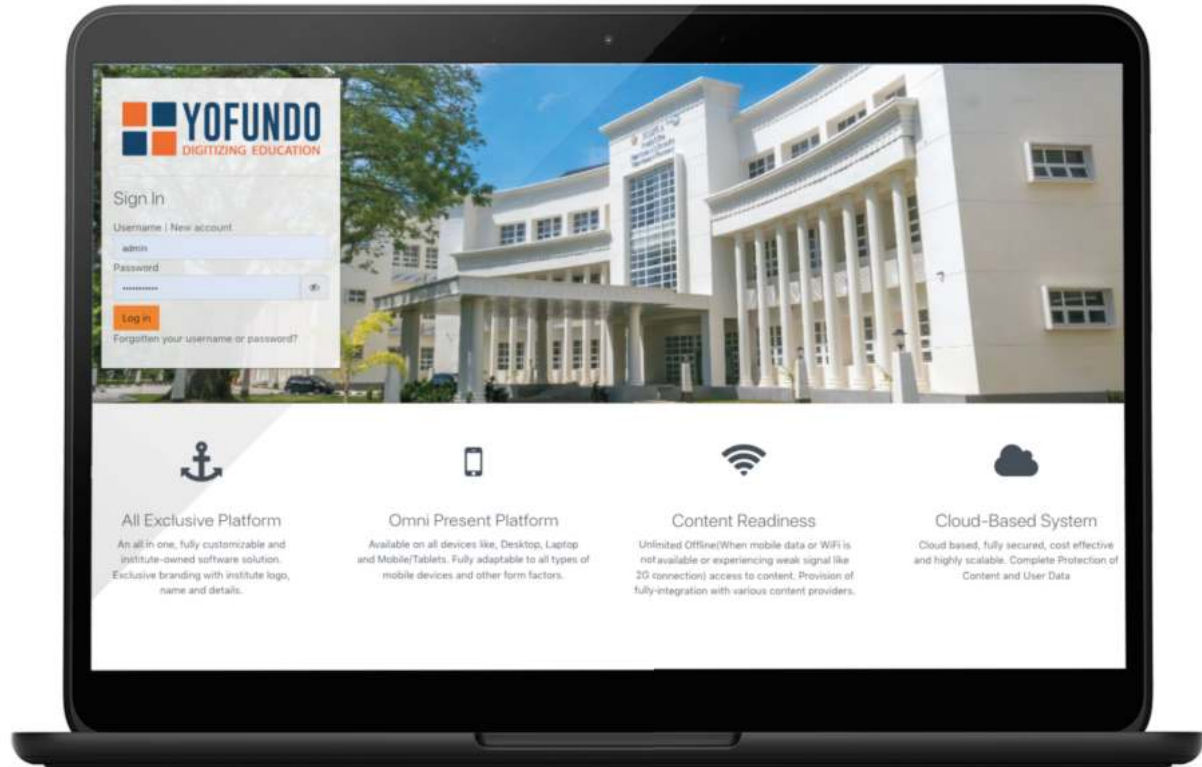 YOFUNDO
DIGITIZING EDUCATION
Sign In
Username | New account
admin
Password
Log in
Forgotten your username or password?
All Exclusive Platform
An all in one, fully customizable and
institute-owned software solution.
Exclusive branding with institute logo,
name and details.
Omni Present Platform
Available on all devices like, Desktop, Laptop
and Mobile/Tablets. Fully adaptable to all types of
mobile devices and other form factors.
Content Readiness
Unlimited Offline(When mobile data or WiFi is
not available or experiencing weak signal like
2G connection) access to content. Provision of
fully-integration with various content providers.
Cloud-Based System
Cloud based, fully secured, cost effective
and highly scalable. Complete Protection of
Content and User Data